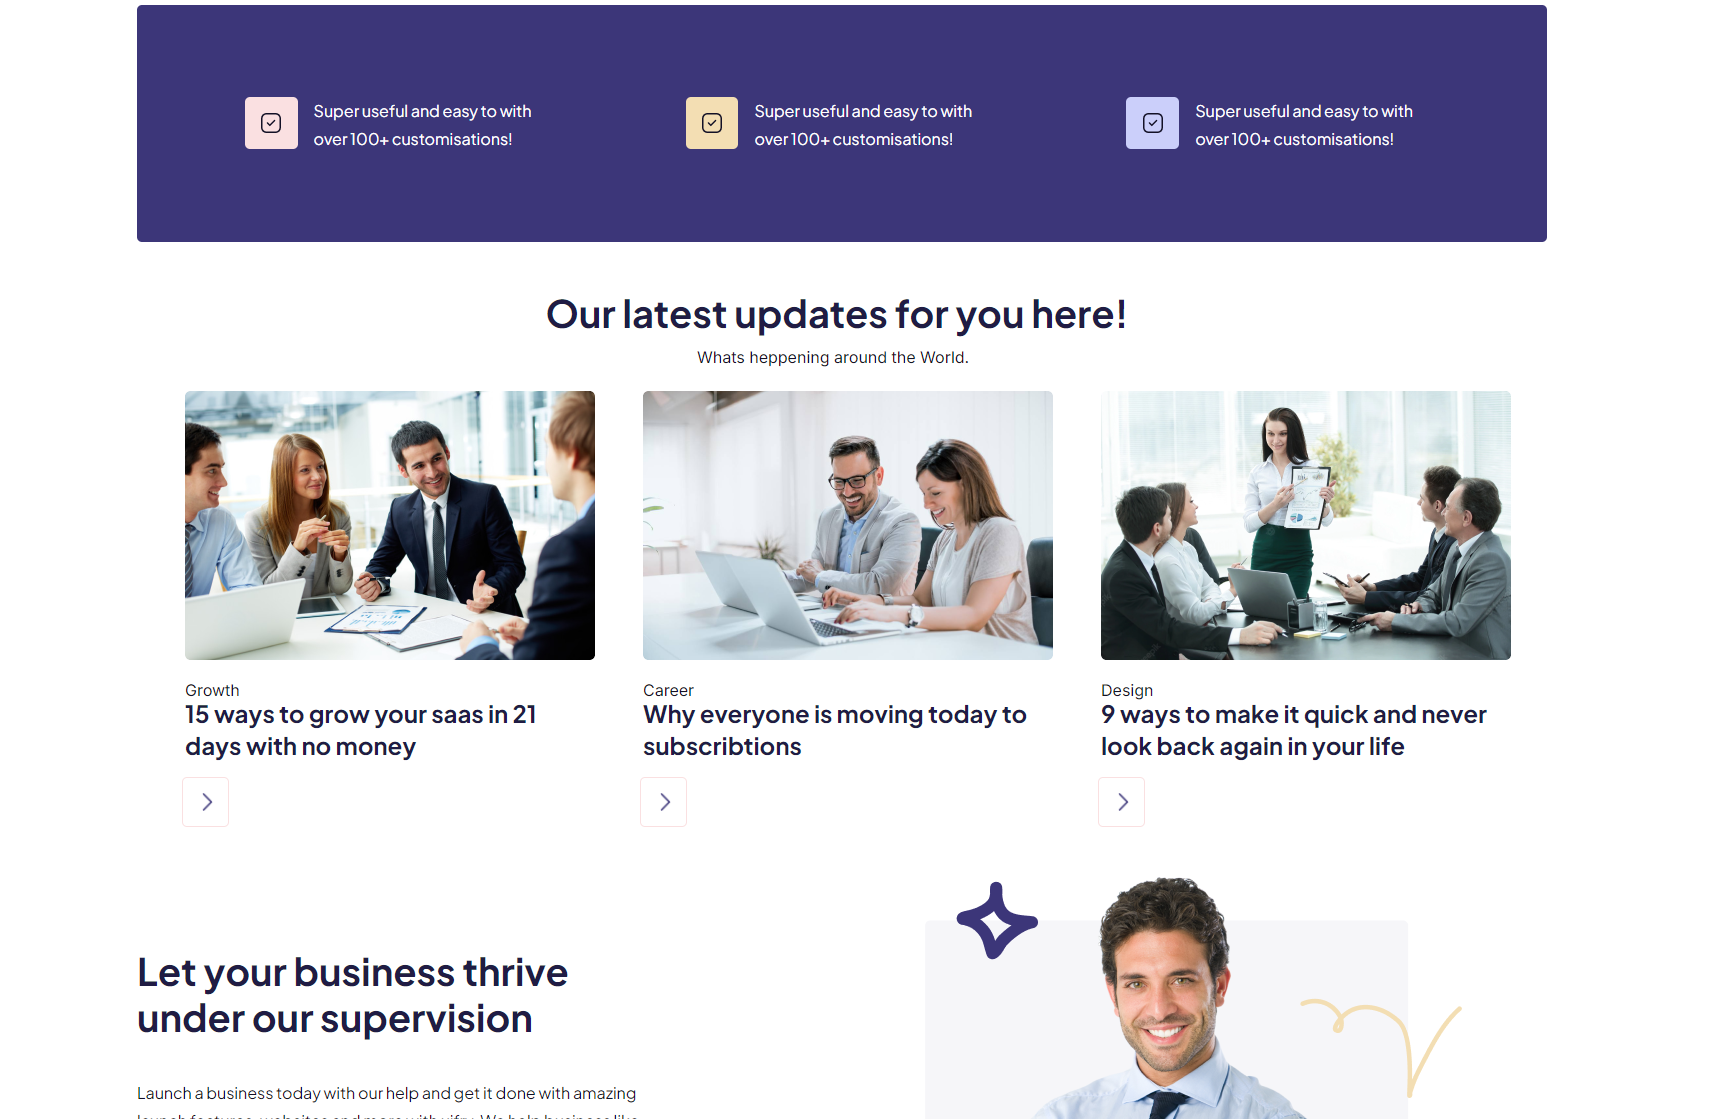 Super useful and easy to with
over 100+ customisations!
Super useful and easy to with
over 100+ customisations!
Super useful and easy to with
over 100+ customisations!
Our latest updates for you here!
Whats heppening around the World.
Growth
15 ways to grow your saas in 21
days with no money
Career
Why everyone is moving today to
subscribtions
Design
9 ways to make it quick and never
look back again in your life
Let your business thrive
under our supervision
Launch a business today with our help and get it done with amazing